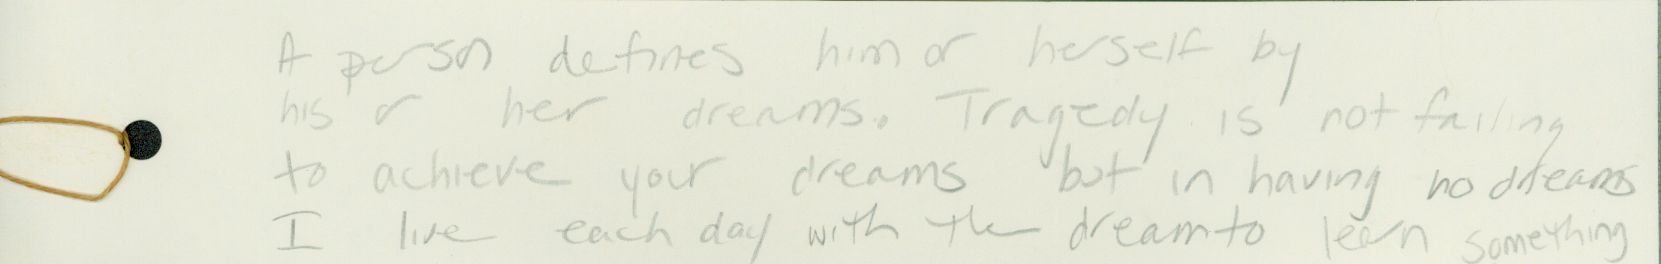 A person defines him or herself by
his or her dreams. Tragedy is not failing
to achieve your dreams but in having no dreams
I live each day with the dream to learn something